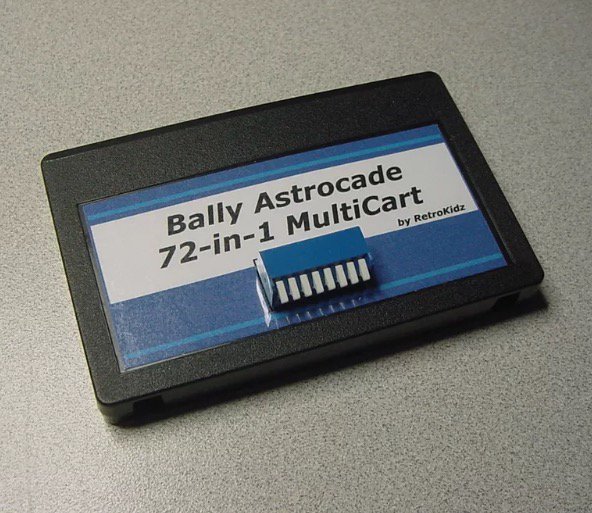 Bally Astrocade
72-in-1 MultiCart
by RetroKidz